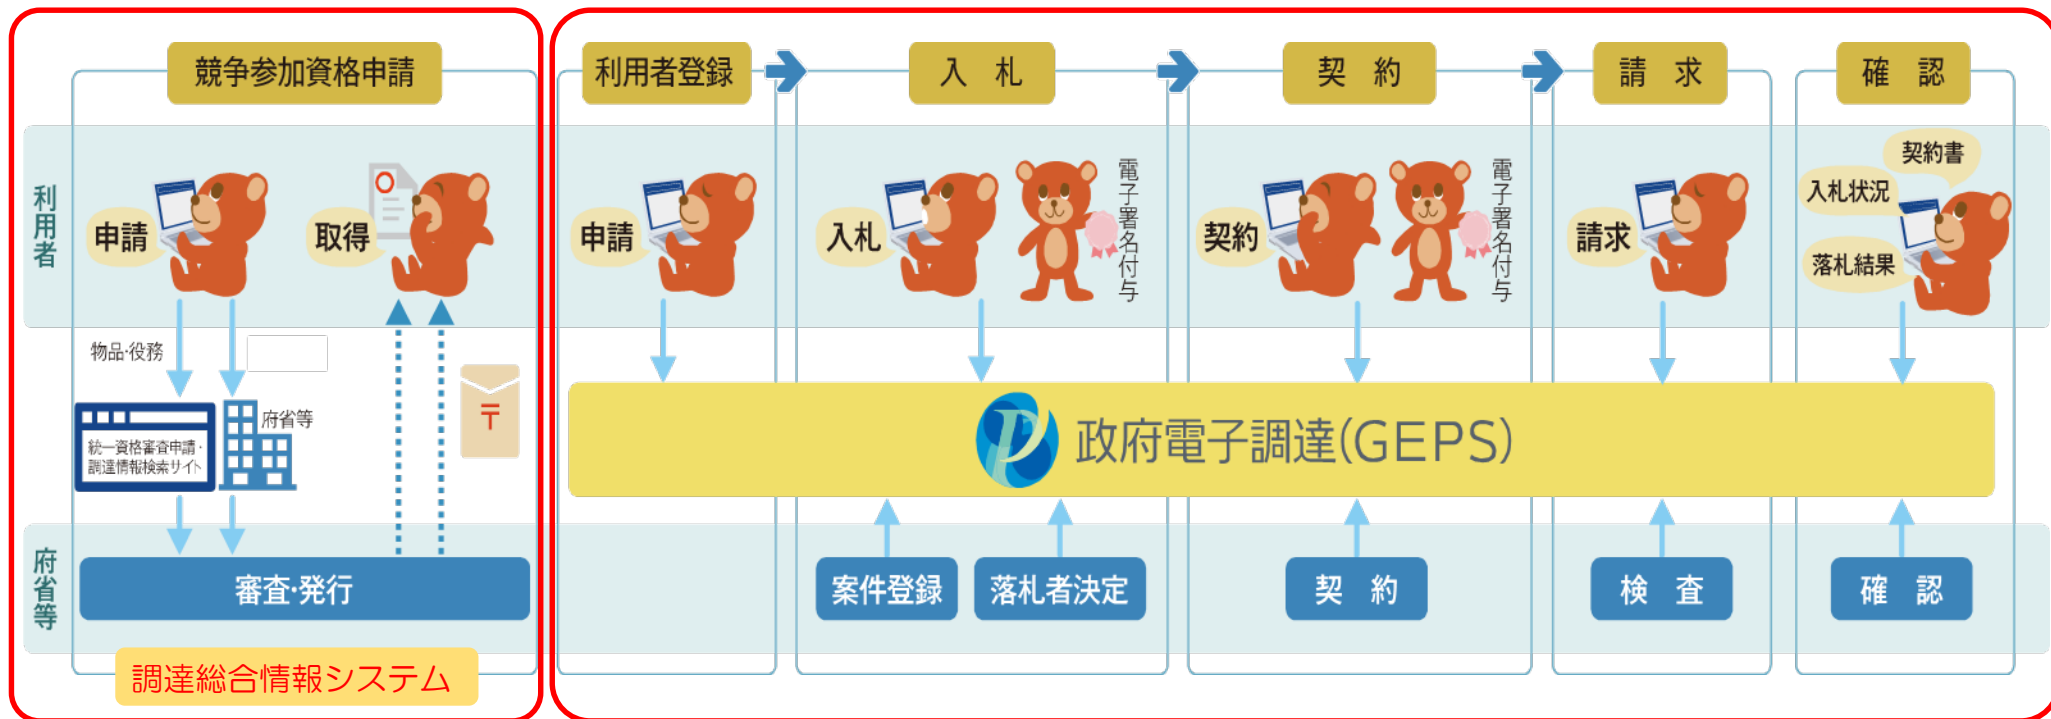 競争参加資格申請
利用者登録
入　札
契　約
請　求
確　認
利用者
申請
取得
申請
入札
電子署名付与
契約
電子署名付与
請求
契約書
入札状況
落札結果
物品・役務
統一資格審査申請・
調達情報検索サイト
府省等
〒
政府電子調達(GEPS)
府省等
審査・発行
案件登録
落札者決定
契　約
検　査
確　認
調達総合情報システム